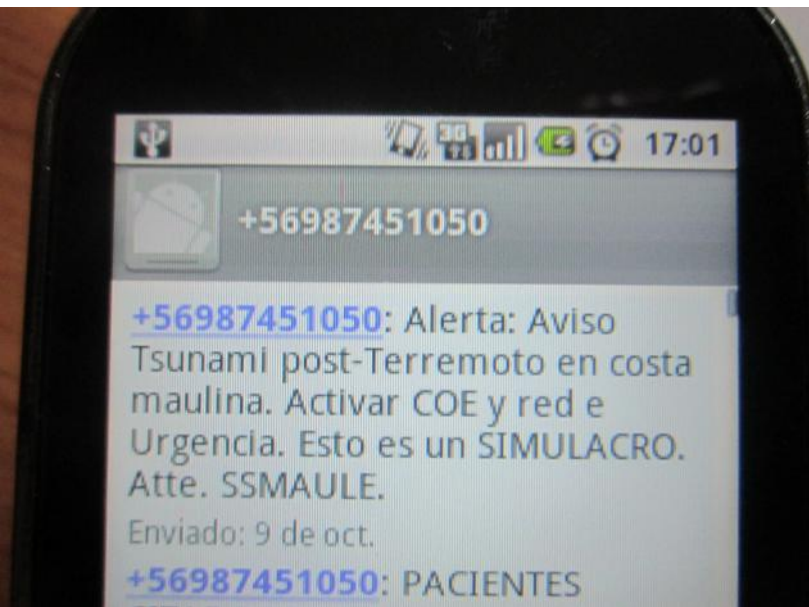 17:01
+56987451050
+56987451050: Alerta: Aviso
Tsunami post-Terremoto en costa
maulina. Activar COE y red e
Urgencia. Esto es un SIMULACRO.
Atte. SSMAULE.
Enviado: 9 de oct.
+56987451050: PACIENTES